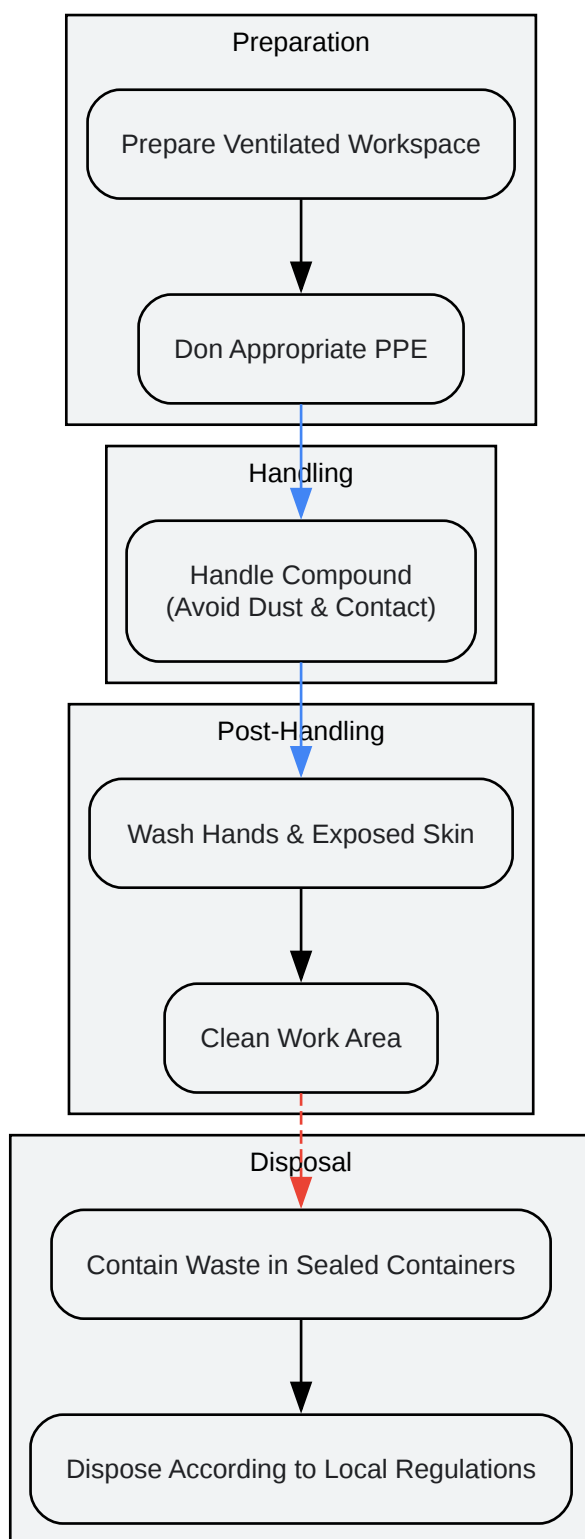 Preparation
Prepare Ventilated Workspace
Don Appropriate PPE
Handling
Handle Compound
(Avoid Dust & Contact)
Post-Handling
Wash Hands & Exposed Skin
Clean Work Area
Disposal
Contain Waste in Sealed Containers
Dispose According to Local Regulations